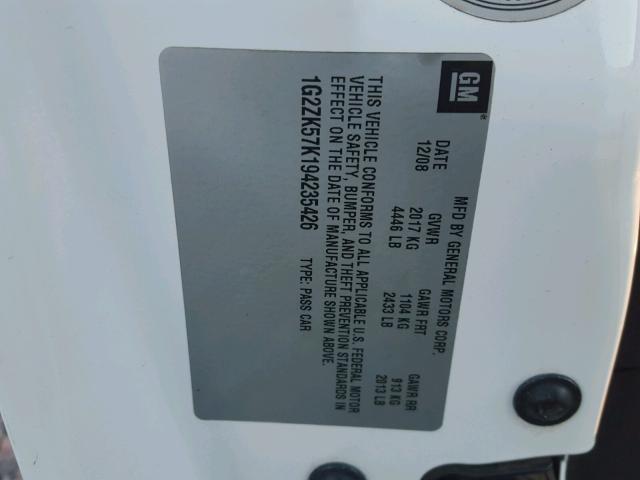 GM
MFD BY GENERAL MOTORS CORP.
DATE GVWR GAWR FRT GAWR RR
12/08 2017 KG 1104 KG 913 KG
4446 LB 2433 LB 2013 LB
THIS VEHICLE CONFORMS TO ALL APPLICABLE U.S. FEDERAL MOTOR
VEHICLE SAFETY, BUMPER, AND THEFT PREVENTION STANDARDS IN
EFFECT ON THE DATE OF MANUFACTURE SHOWN ABOVE.
1G2ZK57K194235426 TYPE: PASS CAR